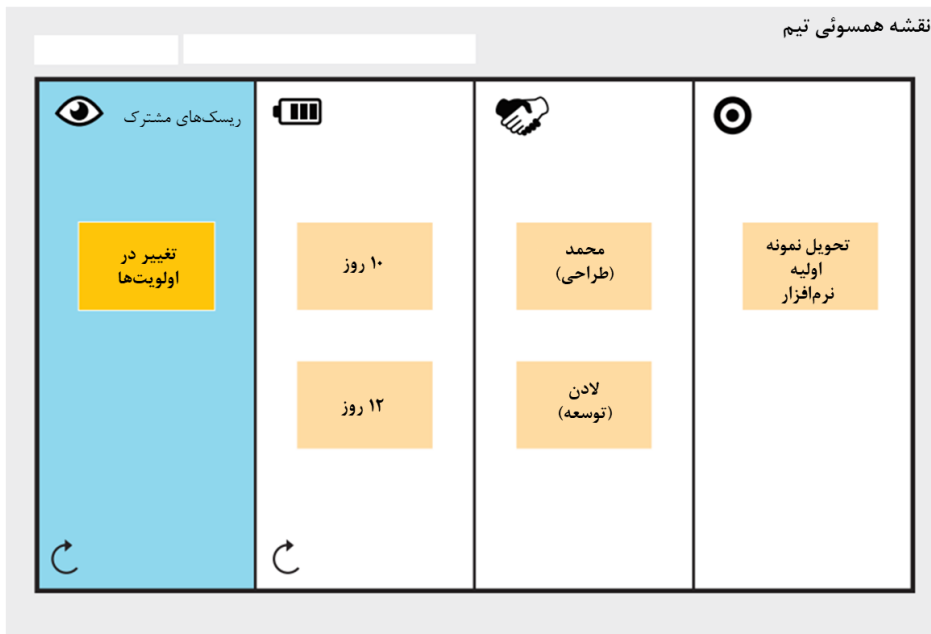 نقشه همسوئی تیم
تحویل نمونه
اولیه
نرم‌افزار
محمد
(طراحی)
لادن
(توسعه)
۱۰ روز
۱۲ روز
ریسک‌های مشترک
تغییر در
اولویت‌ها